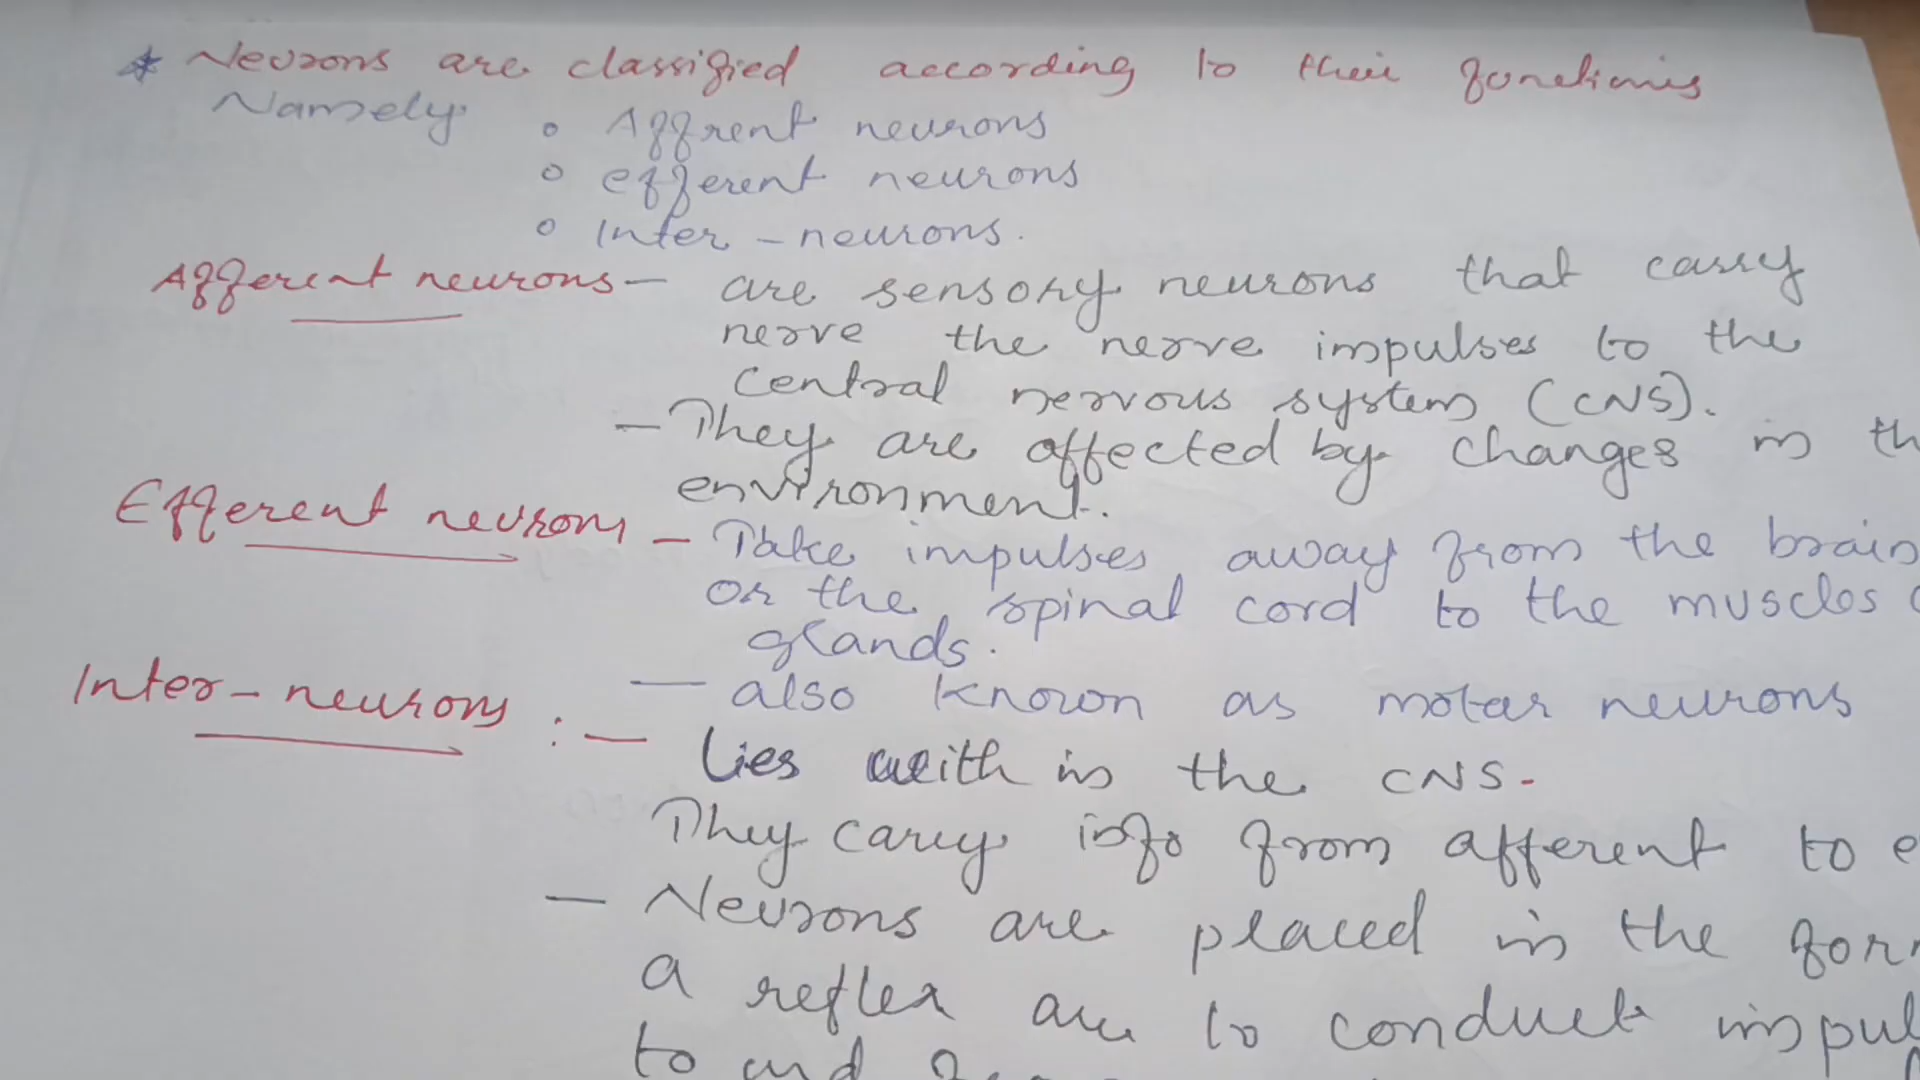 * Neurons are classified according to their functions
Namely
o Affrent neurons
o efferent neurons
o Inter-neurons.
Afferent neurons - are sensory neurons that carry
nerve the nerve impulses to the
central nervous system (CNS).
- They are affected by changes in th
environment.
Efferent neurons - Take impulses away from the brain
or the spinal cord to the muscles
glands.
- also known as motor neurons
Inter-neurons :- Lies with in the CNS.
They carry info from afferent to e
- Neurons are placed in the for
a reflex arc to conduct impul
to and